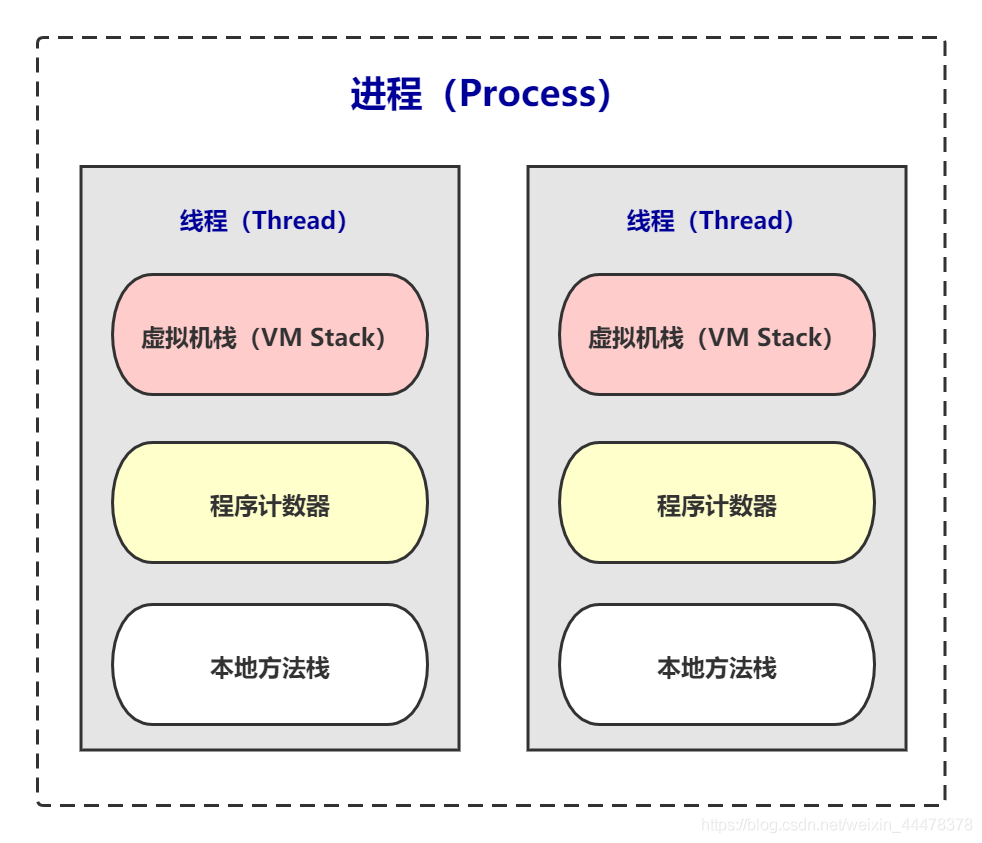 进程（Process）
线程（Thread）
虚拟机栈（VM Stack）
程序计数器
本地方法栈
线程（Thread）
虚拟机栈（VM Stack）
程序计数器
本地方法栈
https://blog.csdn.net/weixin_44478378